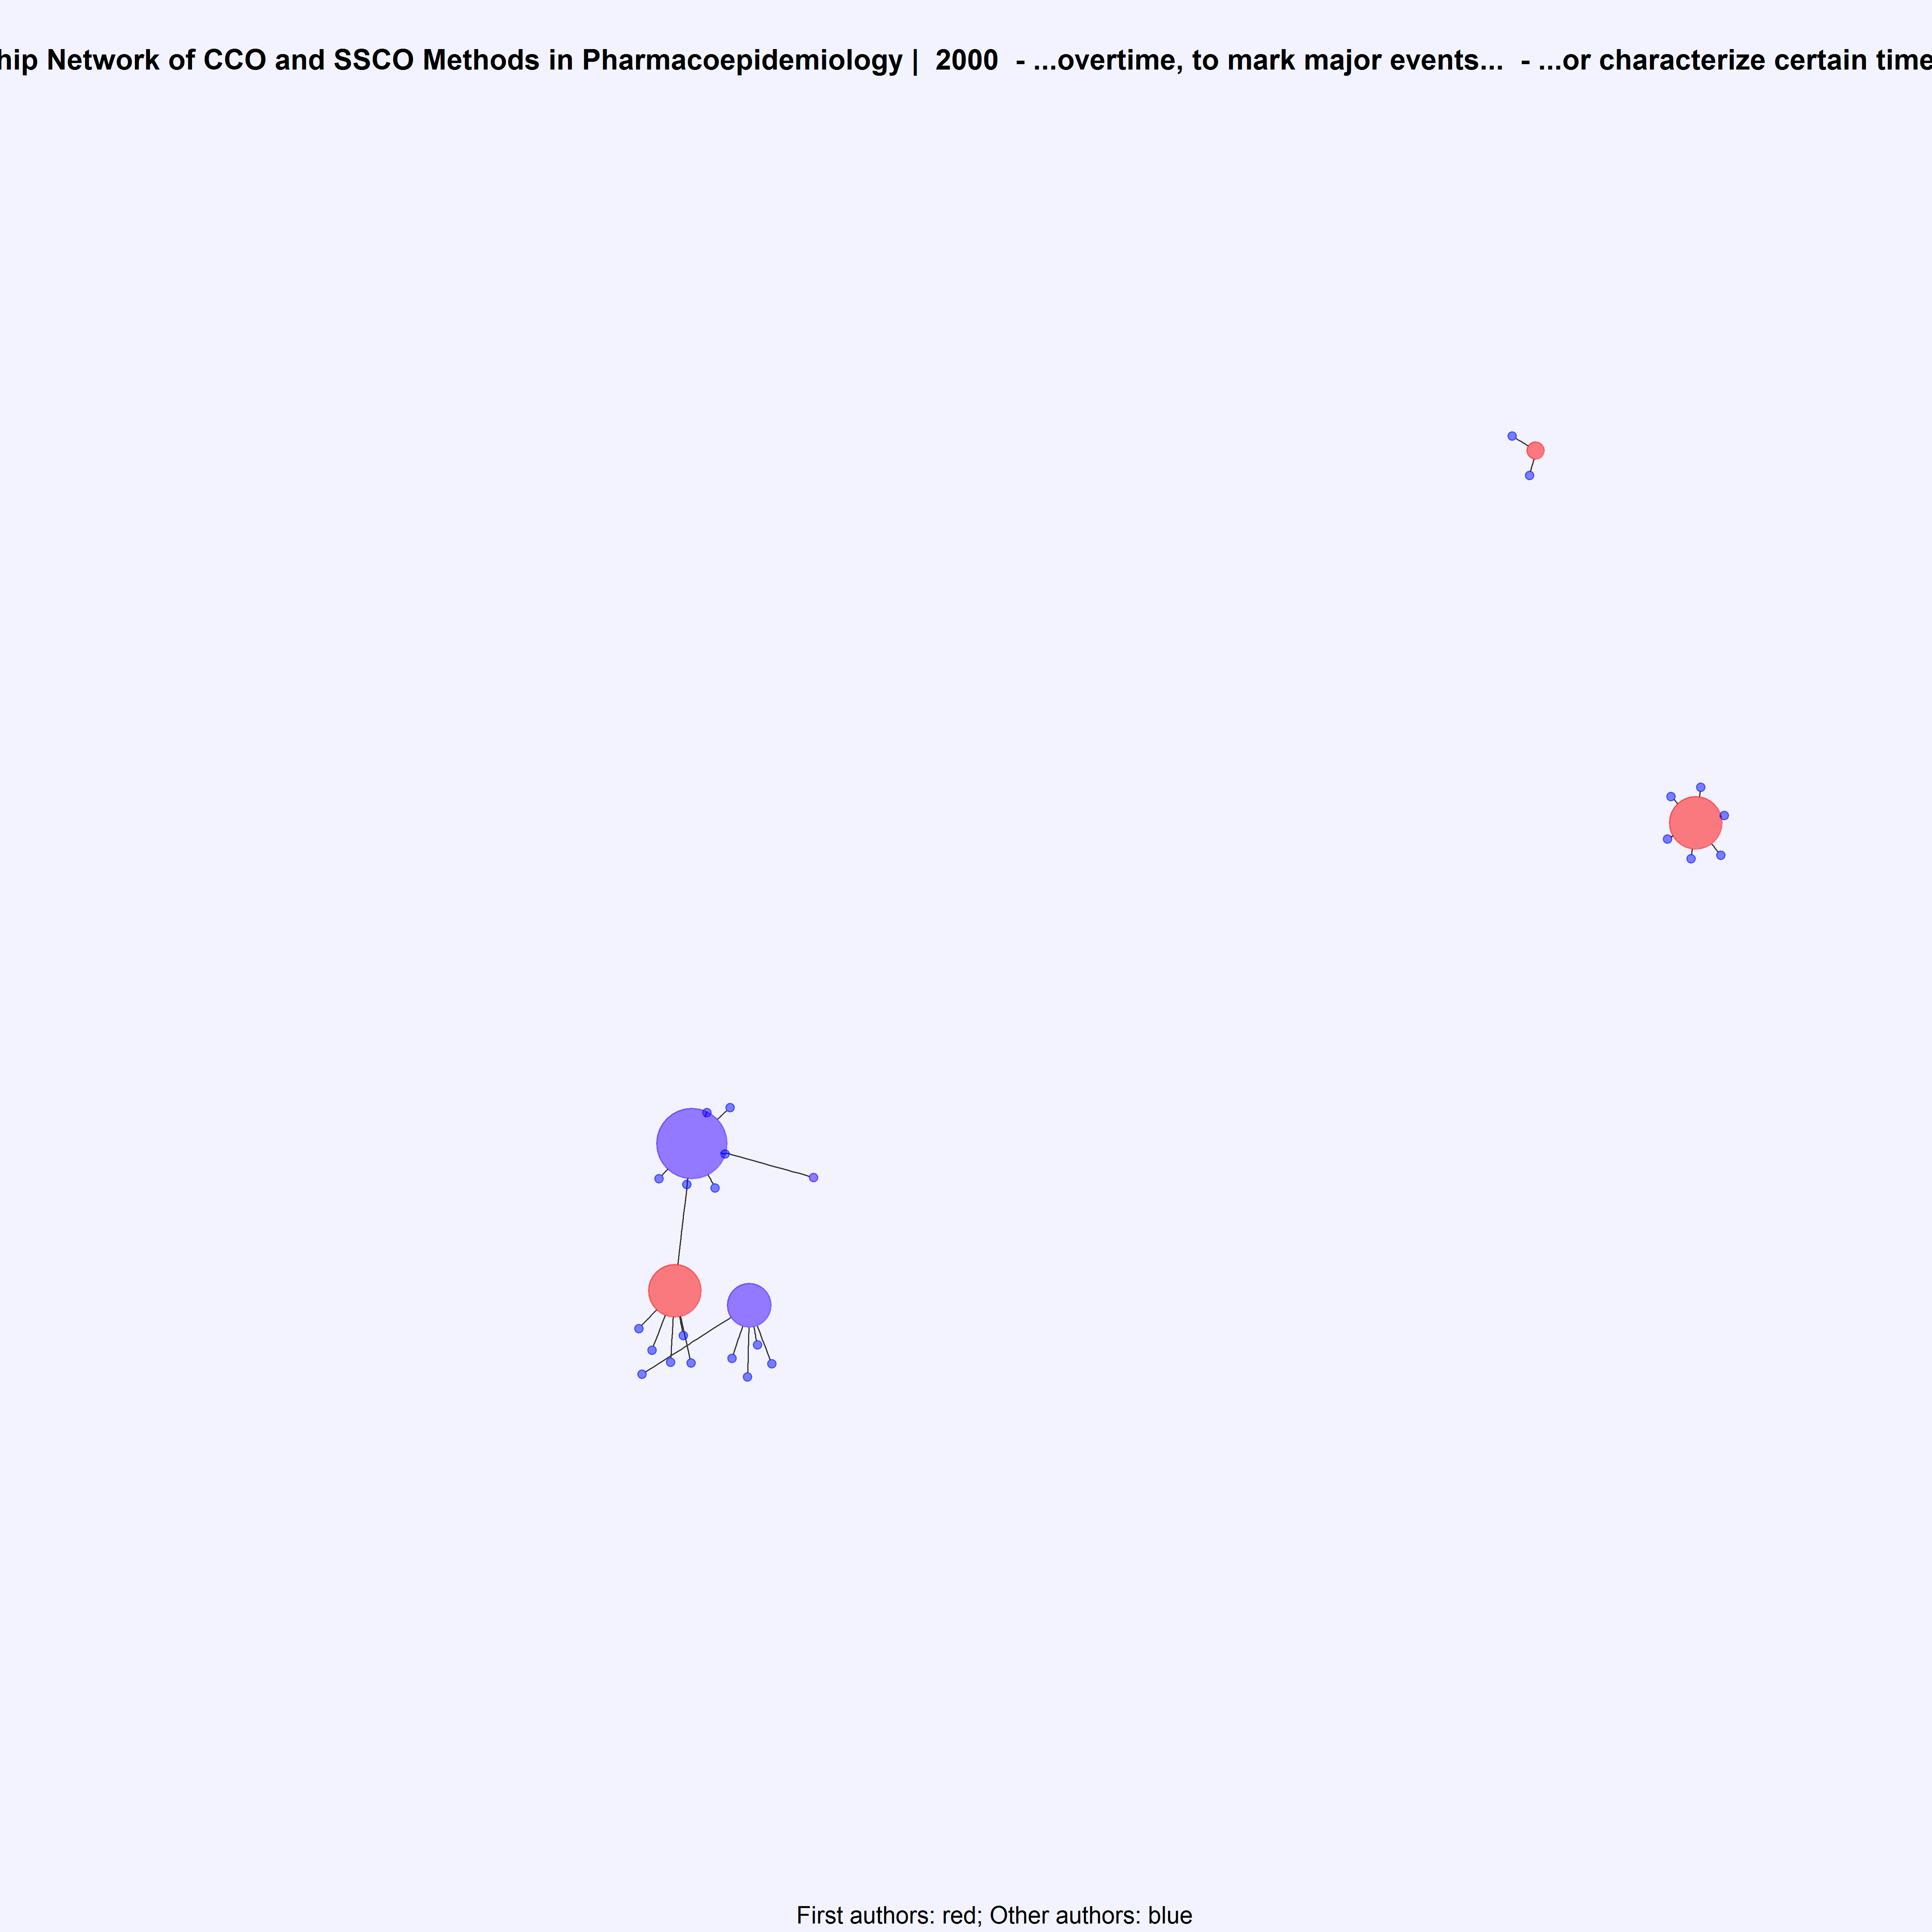 hip Network of CCO and SSCO Methods in Pharmacoepidemiology | 2000 - ...overtime, to mark major events... - ...or characterize certain time
First authors: red; Other authors: blue